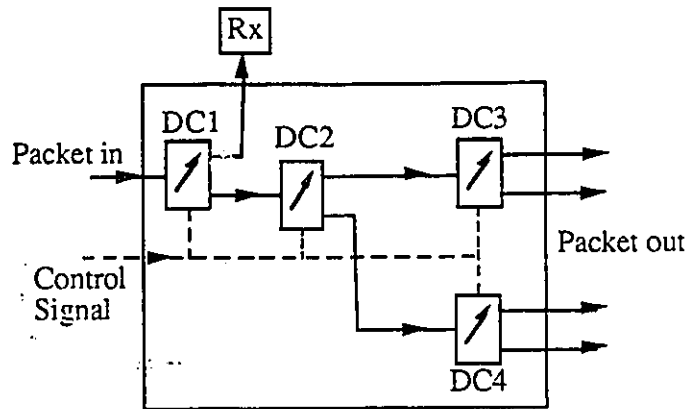 Rx
DC1
DC2
DC3
Packet in
Packet out
Control
Signal
DC4